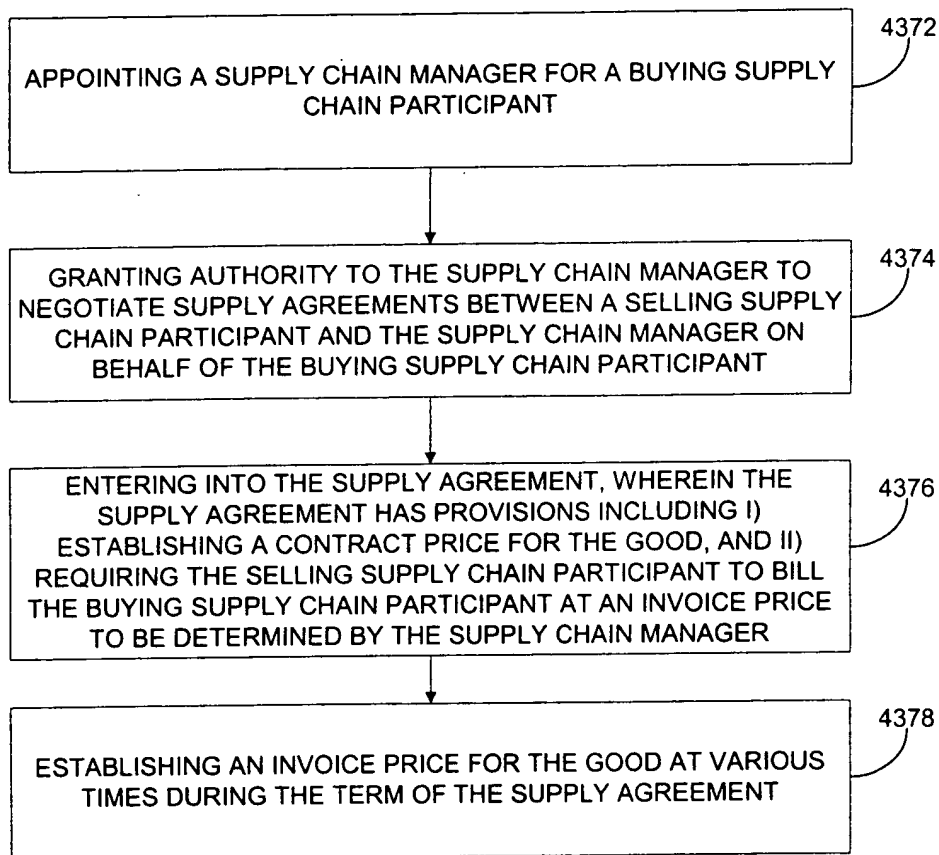 4372
APPOINTING A SUPPLY CHAIN MANAGER FOR A BUYING SUPPLY
CHAIN PARTICIPANT
4374
GRANTING AUTHORITY TO THE SUPPLY CHAIN MANAGER TO
NEGOTIATE SUPPLY AGREEMENTS BETWEEN A SELLING SUPPLY
CHAIN PARTICIPANT AND THE SUPPLY CHAIN MANAGER ON
BEHALF OF THE BUYING SUPPLY CHAIN PARTICIPANT
4376
ENTERING INTO THE SUPPLY AGREEMENT, WHEREIN THE
SUPPLY AGREEMENT HAS PROVISIONS INCLUDING I)
ESTABLISHING A CONTRACT PRICE FOR THE GOOD, AND II)
REQUIRING THE SELLING SUPPLY CHAIN PARTICIPANT TO BILL
THE BUYING SUPPLY CHAIN PARTICIPANT AT AN INVOICE PRICE
TO BE DETERMINED BY THE SUPPLY CHAIN MANAGER
4378
ESTABLISHING AN INVOICE PRICE FOR THE GOOD AT VARIOUS
TIMES DURING THE TERM OF THE SUPPLY AGREEMENT